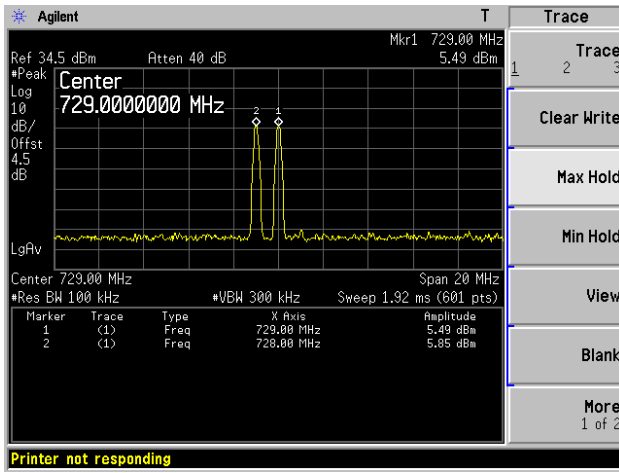 Agilent T Trace
Mkr1 729.00 MHz
Ref 34.5 dBm Atten 40 dB 5.49 dBm
#Peak
Log
10
dB/
Offst
4.5
dB
LgAv
Center
729.0000000 MHz
2 1
Center 729.00 MHz Span 20 MHz
#Res BW 100 kHz #VBW 300 kHz Sweep 1.92 ms (601 pts)
Marker Trace Type X Axis Amplitude
1 (1) Freq 729.00 MHz 5.49 dBm
2 (1) Freq 728.00 MHz 5.85 dBm
Printer not responding
Trace
1 2 3
Clear Write
Max Hold
Min Hold
View
Blank
More
1 of 2